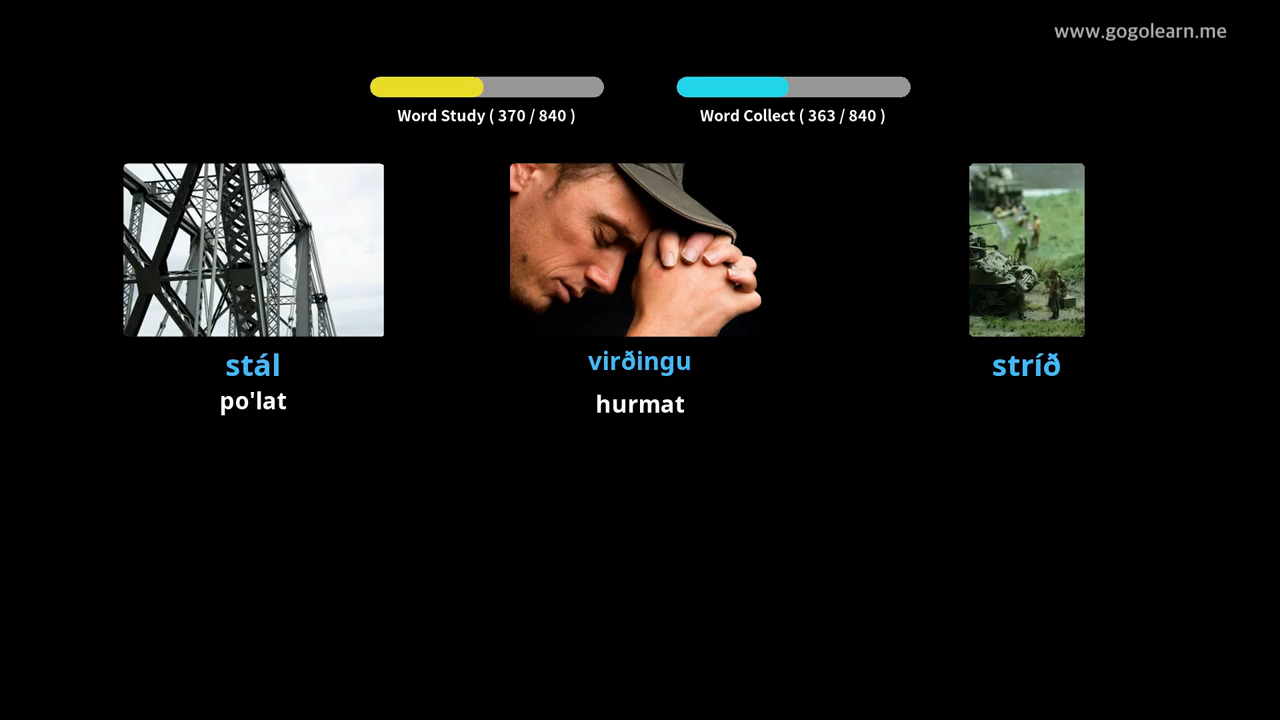 www.gogolearn.me
Word Study ( 370 / 840 )
Word Collect ( 363 / 840 )
stál
virðingu
stríð
po'lat
hurmat